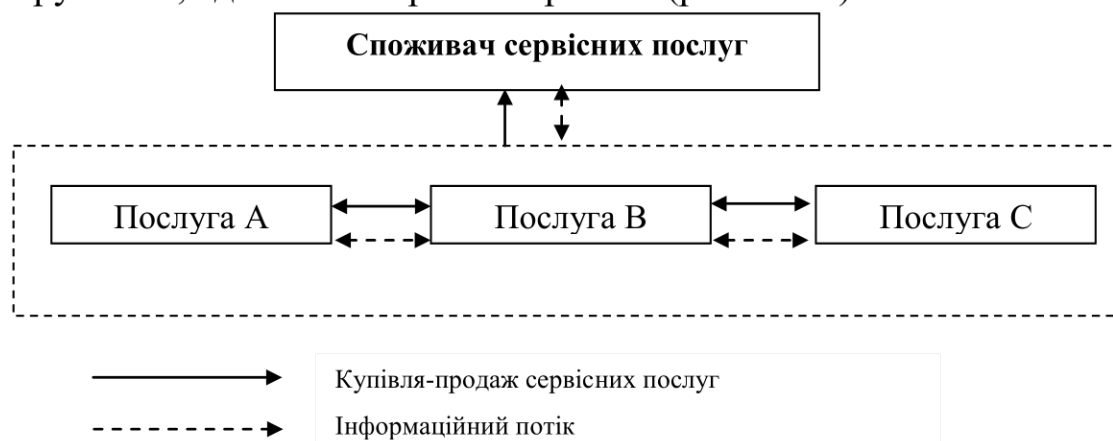 Споживач сервісних послуг
Послуга А
Послуга В
Послуга С
Купівля-продаж сервісних послуг
Інформаційний потік